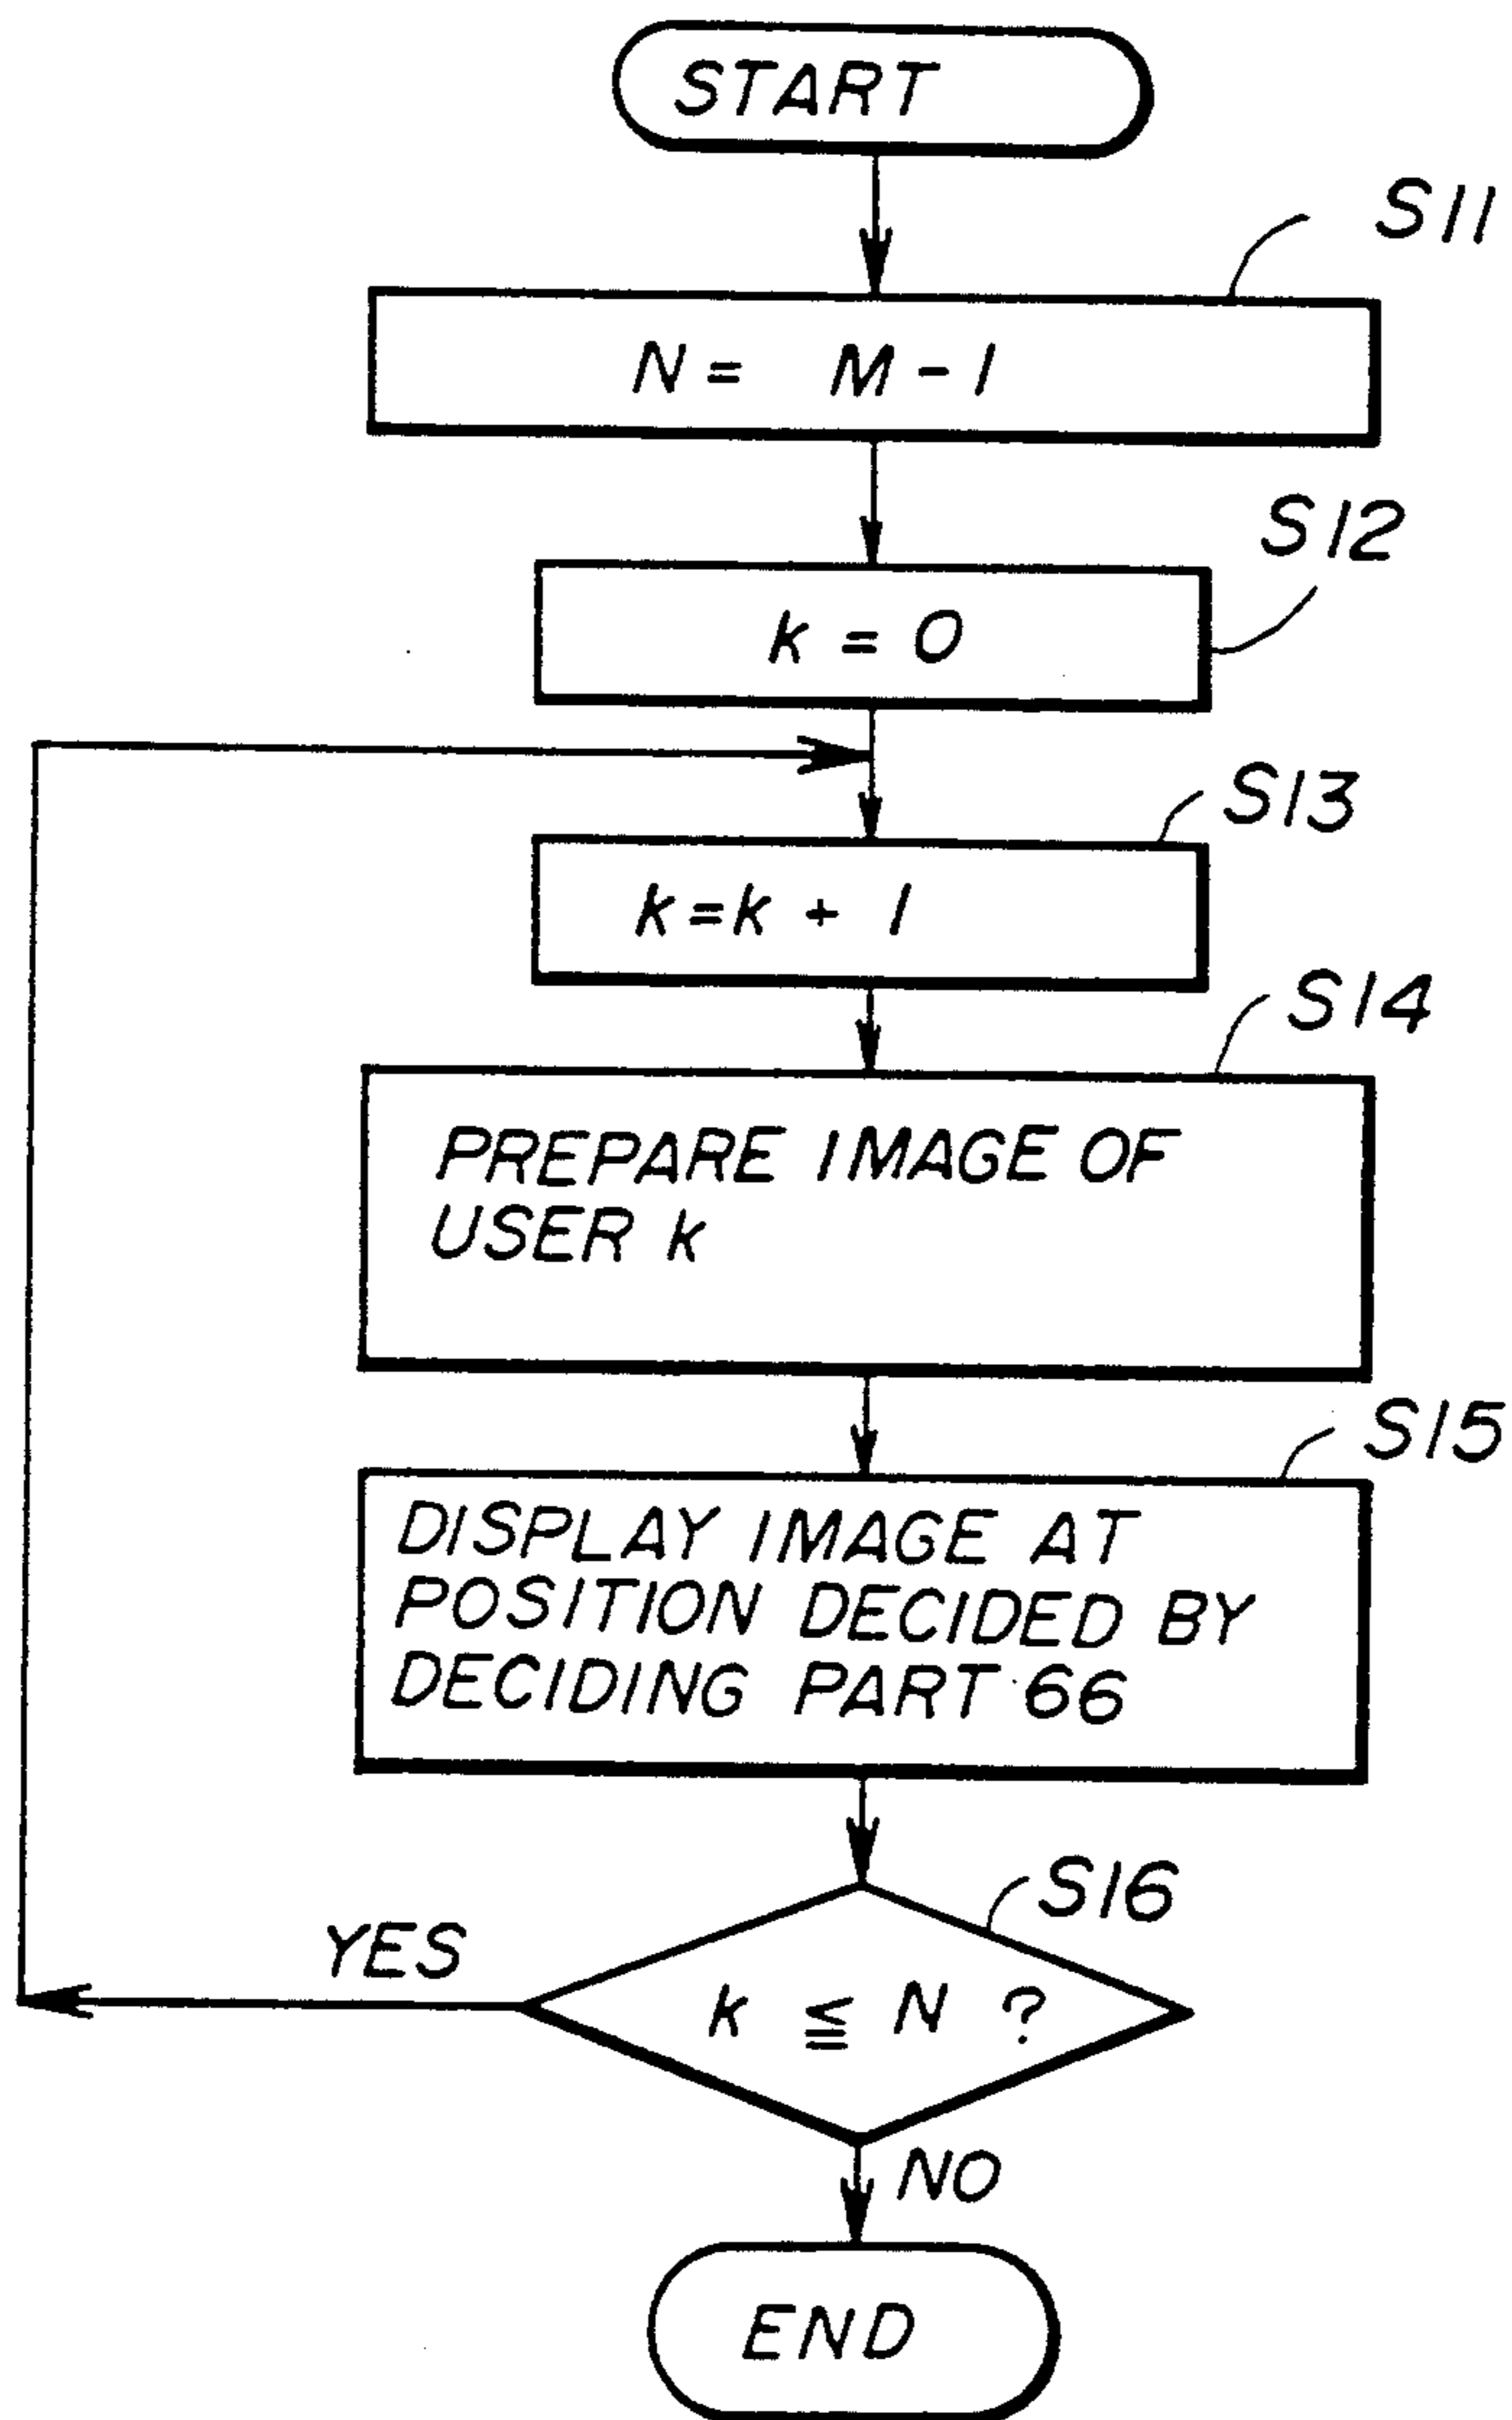 START
S11
N = M - 1
S12
k = 0
S13
k = k + 1
S14
PREPARE IMAGE OF
USER k
S15
DISPLAY IMAGE AT
POSITION DECIDED BY
DECIDING PART 66
S16
YES
k ≦ N ?
NO
END